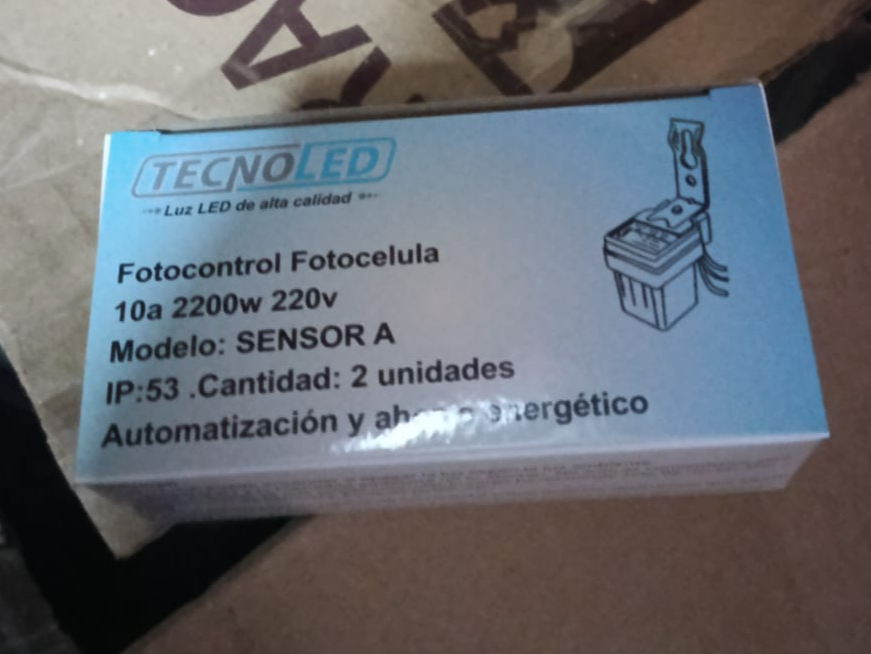 TECNOLED
Luz LED de alta calidad
Fotocontrol Fotocelula
10a 2200w 220v
Modelo: SENSOR A
IP:53 .Cantidad: 2 unidades
Automatización y energético